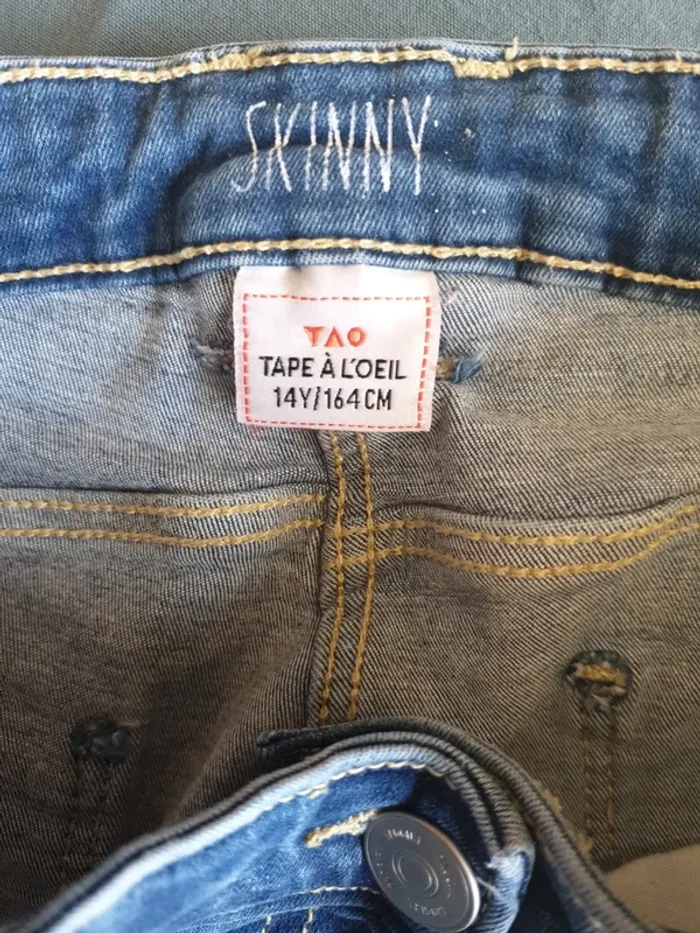 SKINNY
TAO
TAPE À L'OEIL
14Y/164CM